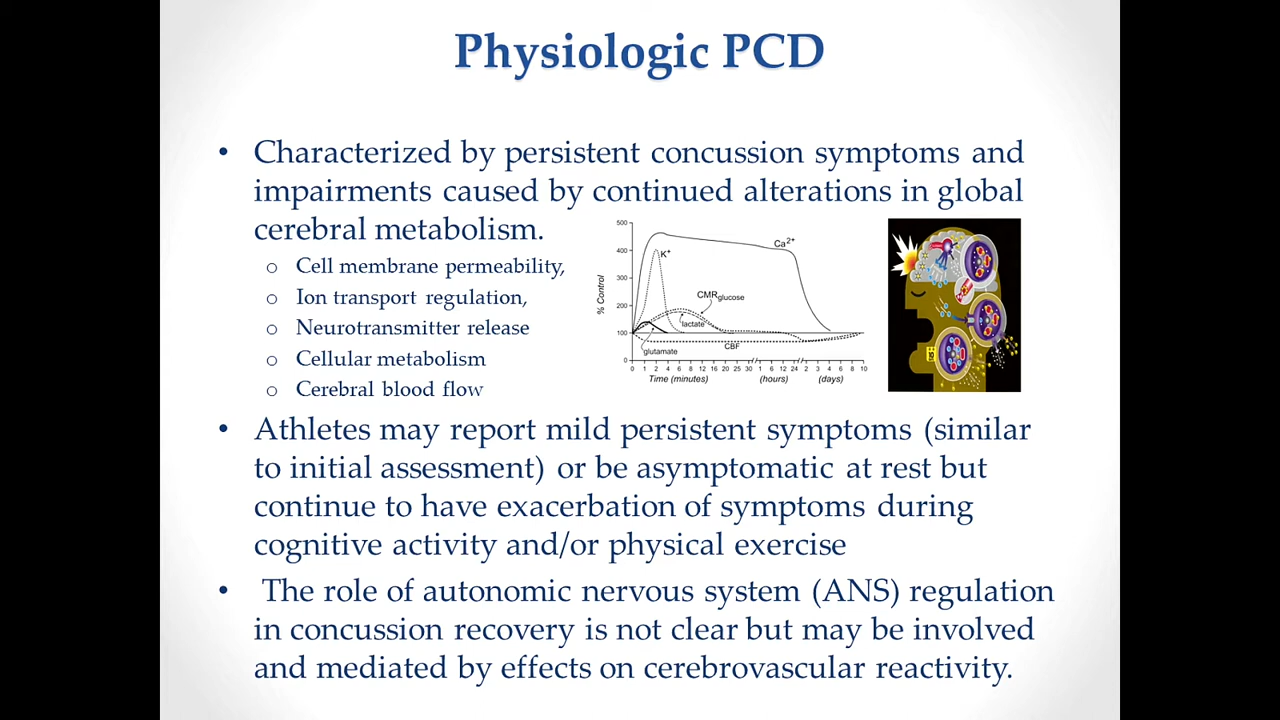 Physiologic PCD
• Characterized by persistent concussion symptoms and
impairments caused by continued alterations in global
cerebral metabolism.
o Cell membrane permeability,
o Ion transport regulation,
o Neurotransmitter release
o Cellular metabolism
o Cerebral blood flow
500
400
300
200
100
0
% Control
Ca2+
K+
CMRglucose
lactate
glutamate
CBF
0 1 2 4 6 8 12 16 20 25 30 1 6 12 24 2 3 4 6 8 10
Time (minutes) (hours) (days)
• Athletes may report mild persistent symptoms (similar
to initial assessment) or be asymptomatic at rest but
continue to have exacerbation of symptoms during
cognitive activity and/or physical exercise
• The role of autonomic nervous system (ANS) regulation
in concussion recovery is not clear but may be involved
and mediated by effects on cerebrovascular reactivity.